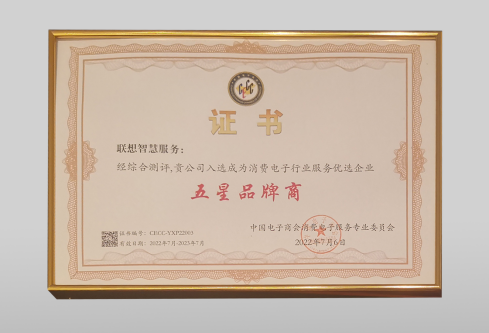 证书
联想智慧服务：
经综合测评，贵公司入选成为消费电子行业服务优选企业
五星品牌商
中国电子商会消费电子服务专业委员会
2022年7月6日
证书编号：CECC-YXP22003
有效日期：2022年7月-2023年7月